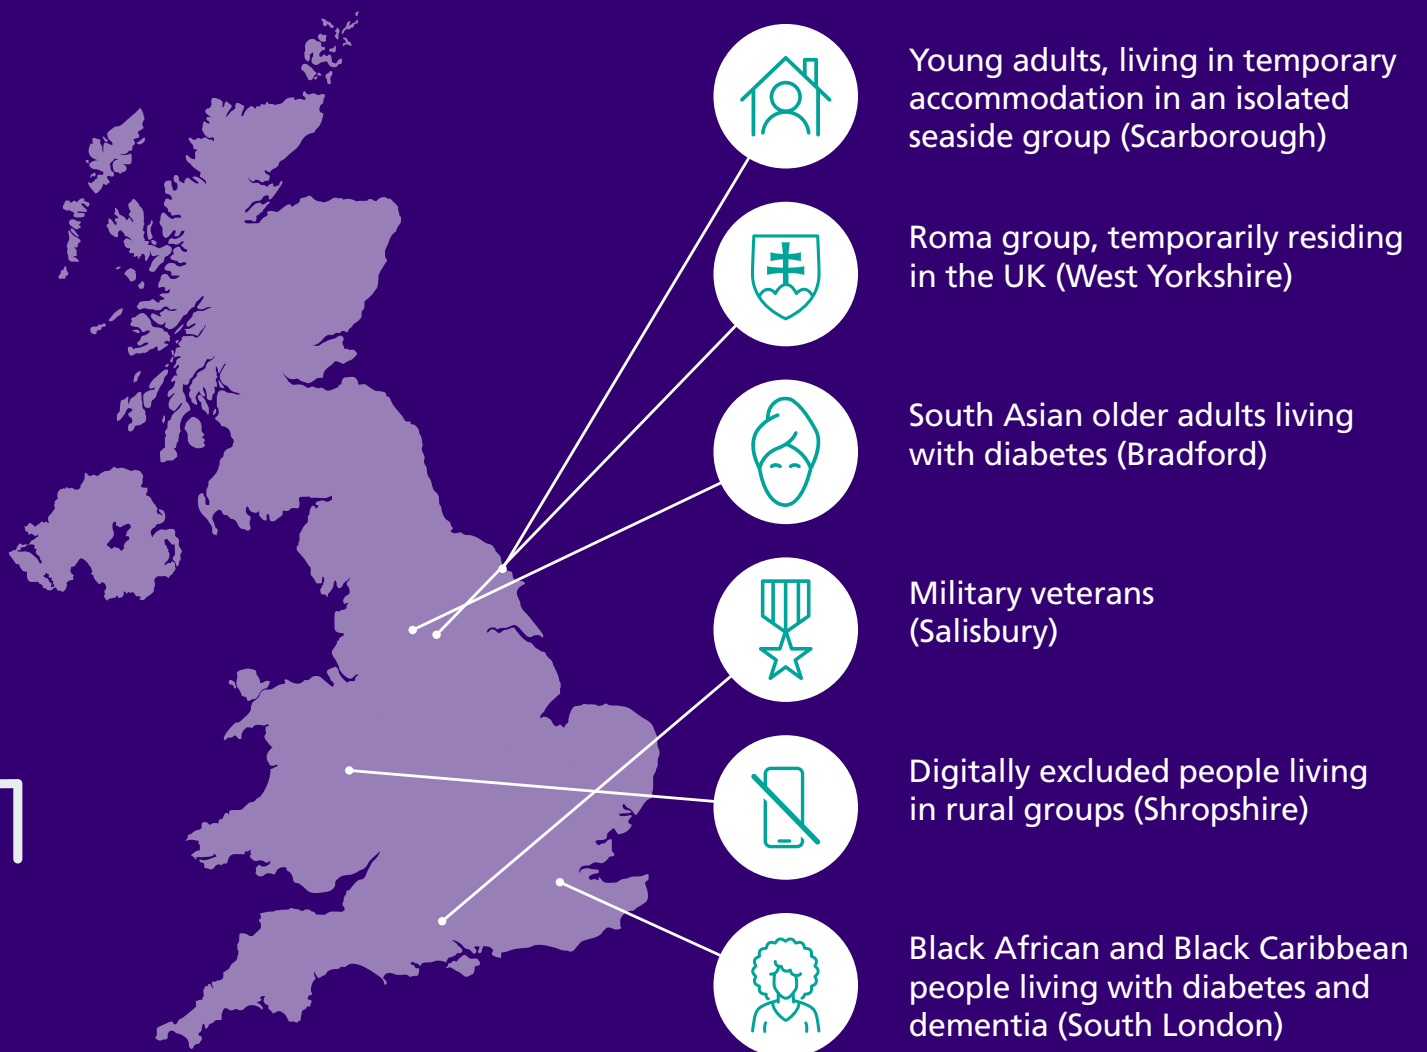 Young adults, living in temporary
accommodation in an isolated
seaside group (Scarborough)
Roma group, temporarily residing
in the UK (West Yorkshire)
South Asian older adults living
with diabetes (Bradford)
Military veterans
(Salisbury)
Digitally excluded people living
in rural groups (Shropshire)
Black African and Black Caribbean
people living with diabetes and
dementia (South London)